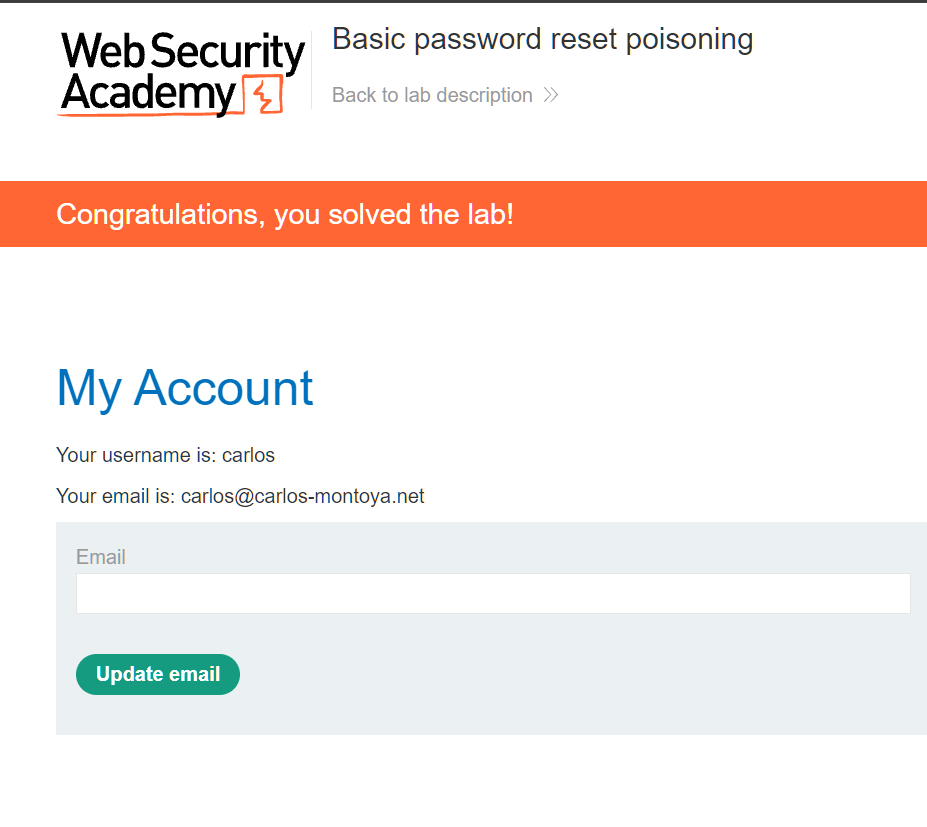 Web Security
Academy
Basic password reset poisoning
Back to lab description
Congratulations, you solved the lab!
My Account
Your username is: carlos
Your email is: carlos@carlos-montoya.net
Email
Update email